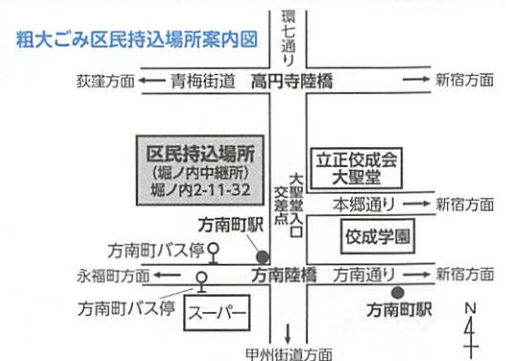 粗大ごみ区民持込場所案内図
環七通り
荻窪方面
青梅街道
高円寺陸橋
新宿方面
区民持込場所
(堀ノ内中継所)
堀ノ内2-11-32
大聖堂入口
交差点
立正佼成会
大聖堂
本郷通り
新宿方面
佼成学園
方南町駅
方南町バス停
永福町方面
方南陸橋
方南通り
新宿方面
方南町バス停
スーパー
方南町駅
N
甲州街道方面